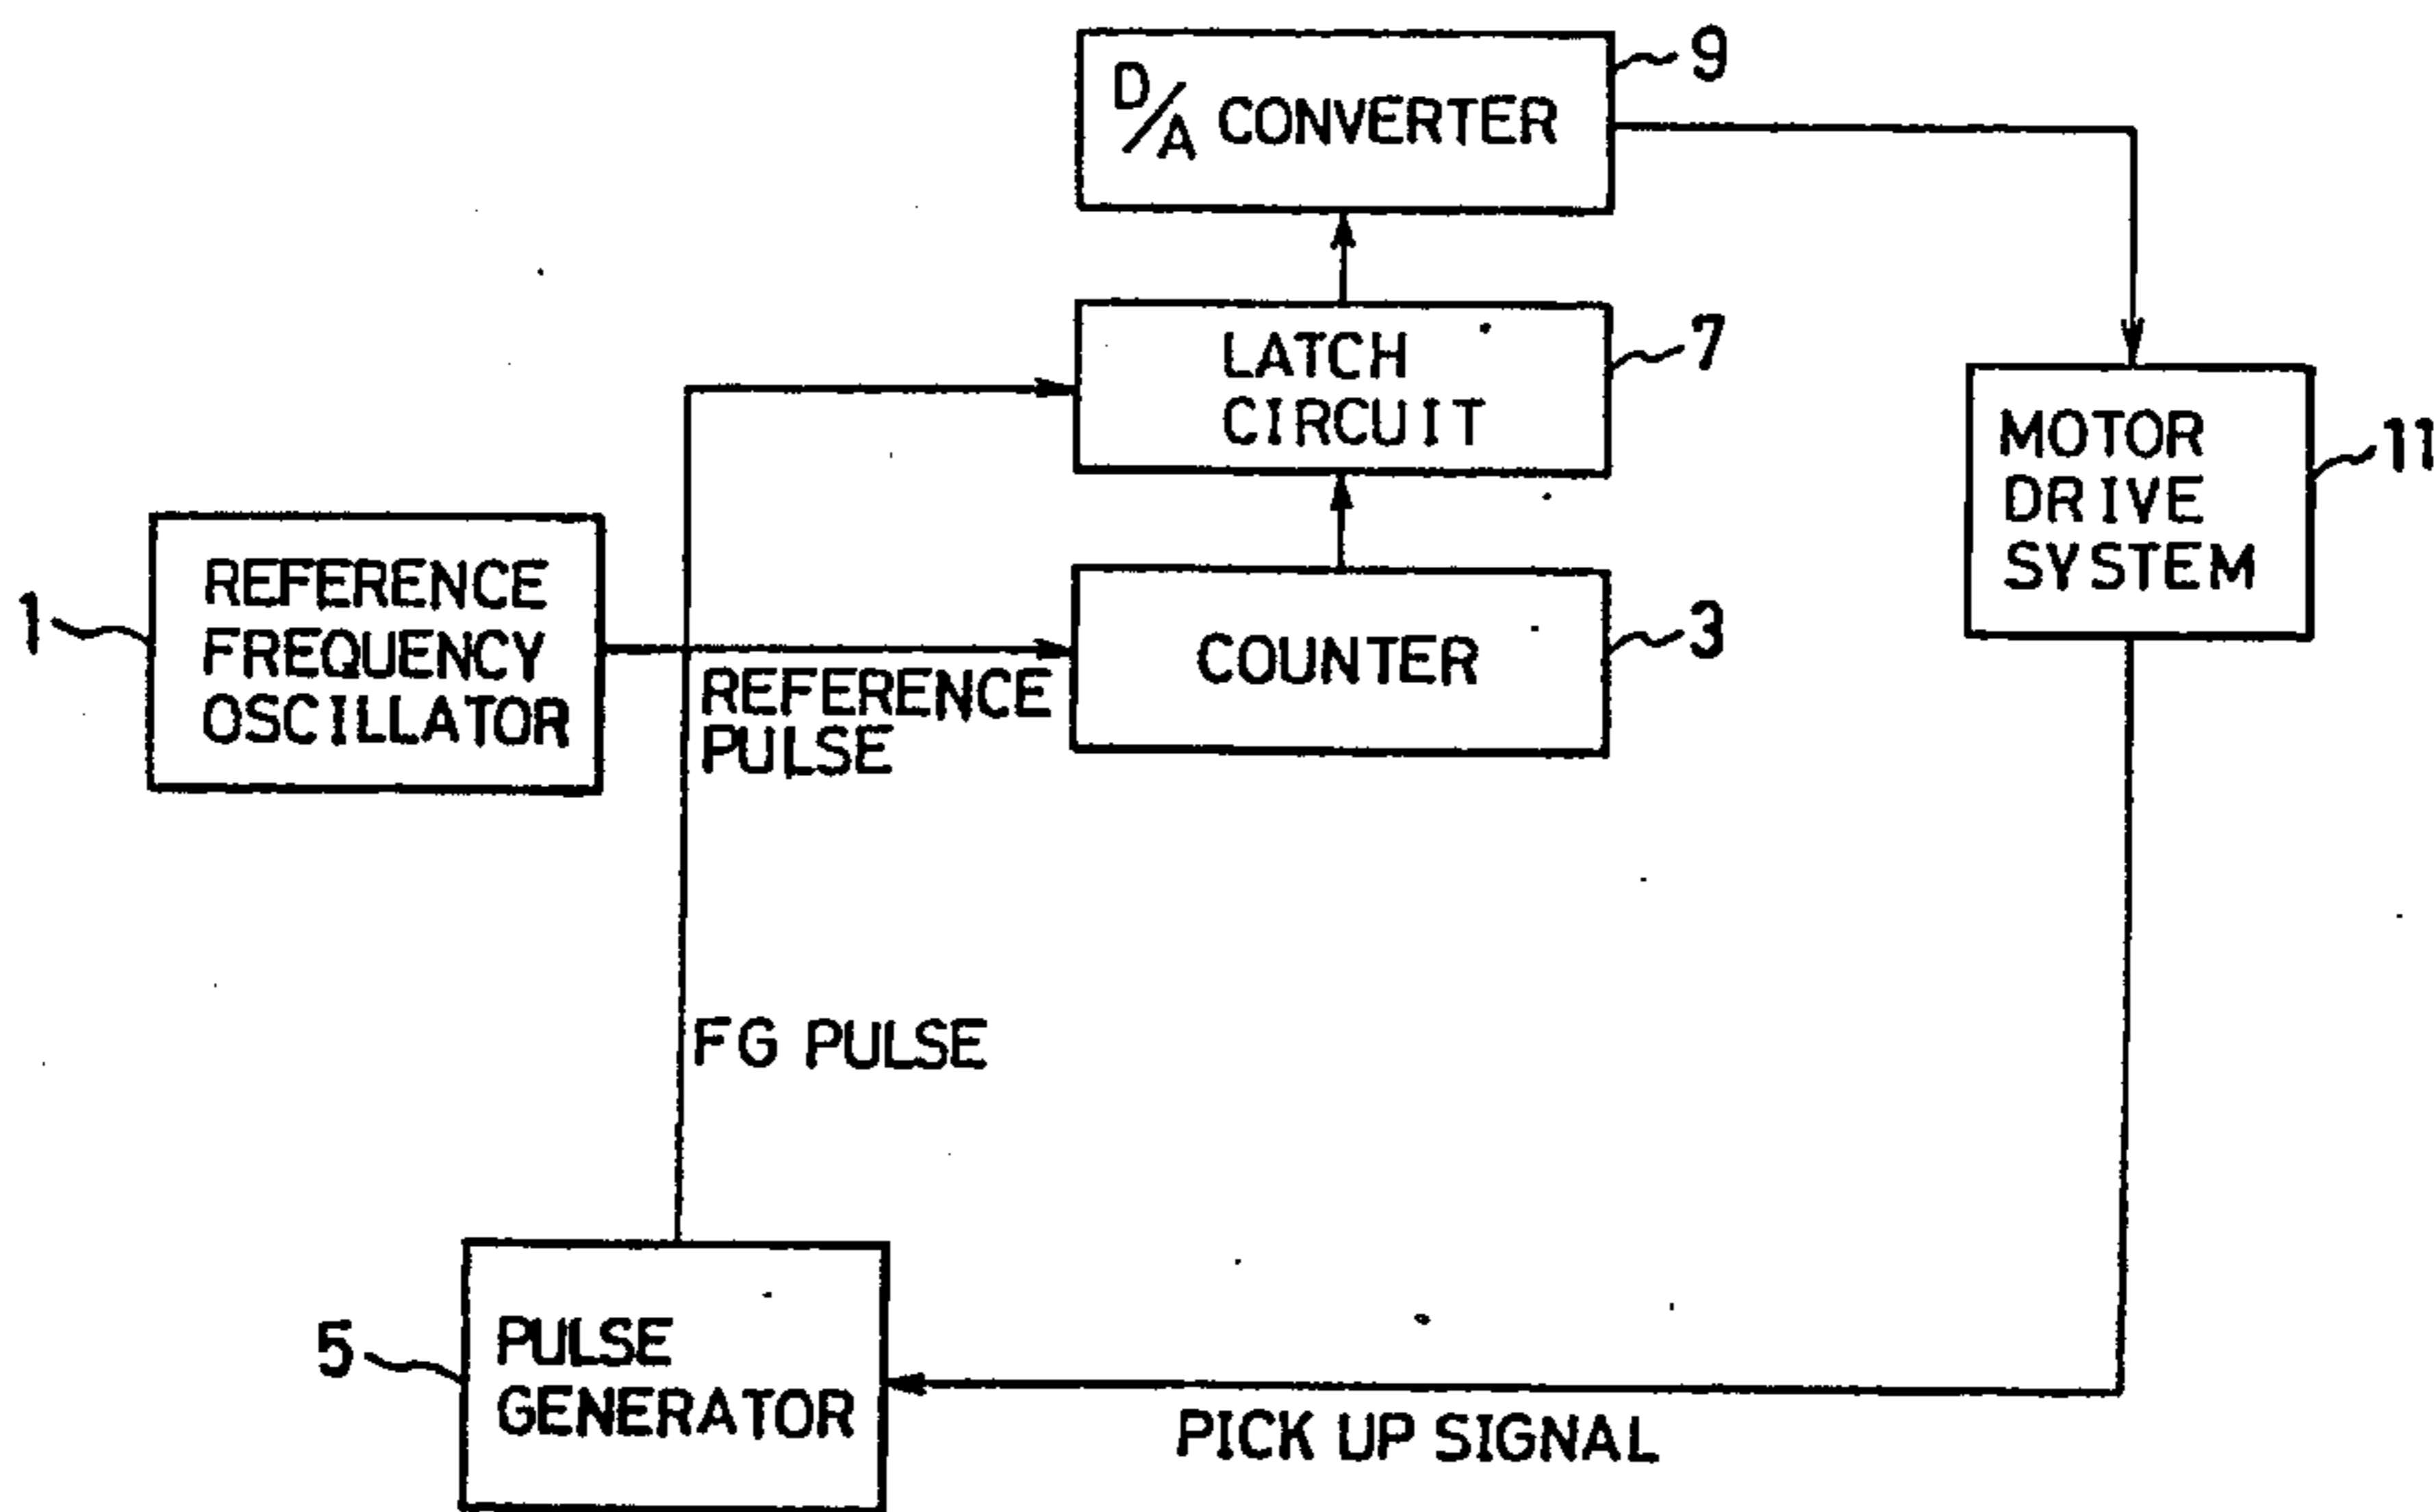 D/A CONVERTER
9
LATCH
CIRCUIT
7
MOTOR
DRIVE
SYSTEM
11
REFERENCE
FREQUENCY
OSCILLATOR
1
REFERENCE
PULSE
COUNTER
3
FG PULSE
PULSE
GENERATOR
5
PICK UP SIGNAL